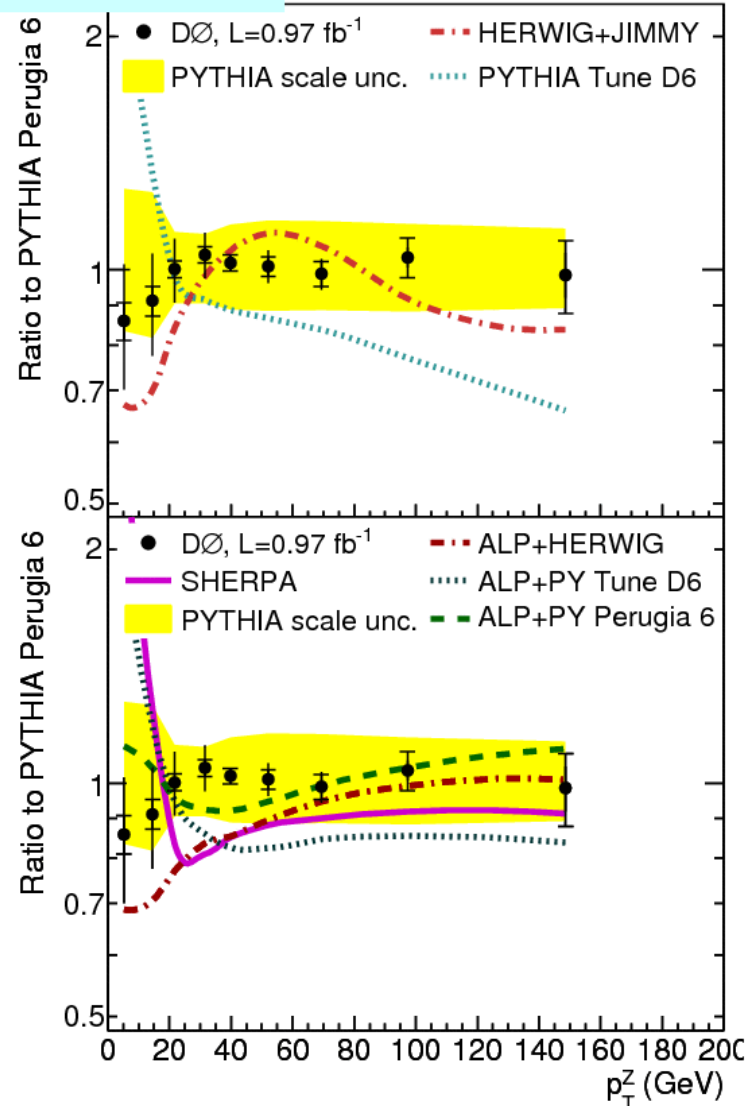 Ratio to PYTHIA Perugia 6
DØ, L=0.97 fb⁻¹
HERWIG+JIMMY
PYTHIA scale unc.
PYTHIA Tune D6
2
1
0.7
0.5
Ratio to PYTHIA Perugia 6
DØ, L=0.97 fb⁻¹
ALP+HERWIG
SHERPA
ALP+PY Tune D6
PYTHIA scale unc.
ALP+PY Perugia 6
2
1
0.7
0.5
0 20 40 60 80 100 120 140 160 180 200
p_T^Z (GeV)